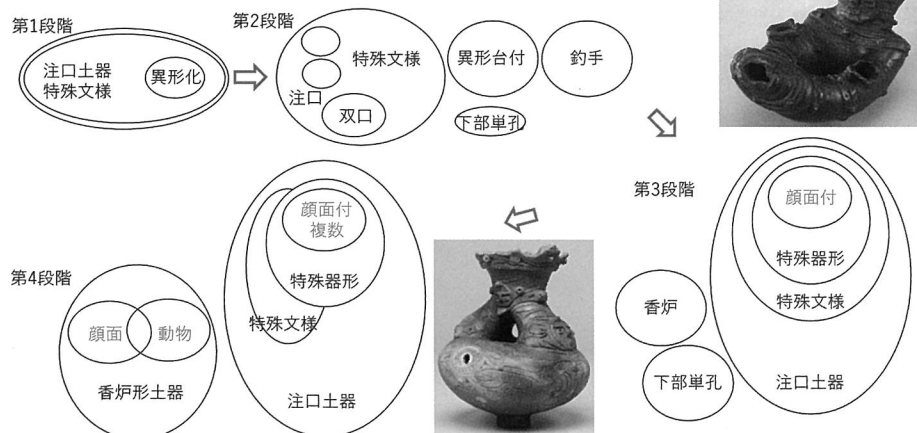 第1段階
注口土器
特殊文様
異形化
第2段階
特殊文様
注口
双口
異形台付
釣手
下部単孔
第3段階
顔面付
特殊器形
特殊文様
注口土器
香炉
下部単孔
第4段階
顔面付
複数
特殊器形
特殊文様
注口土器
顔面
動物
香炉形土器